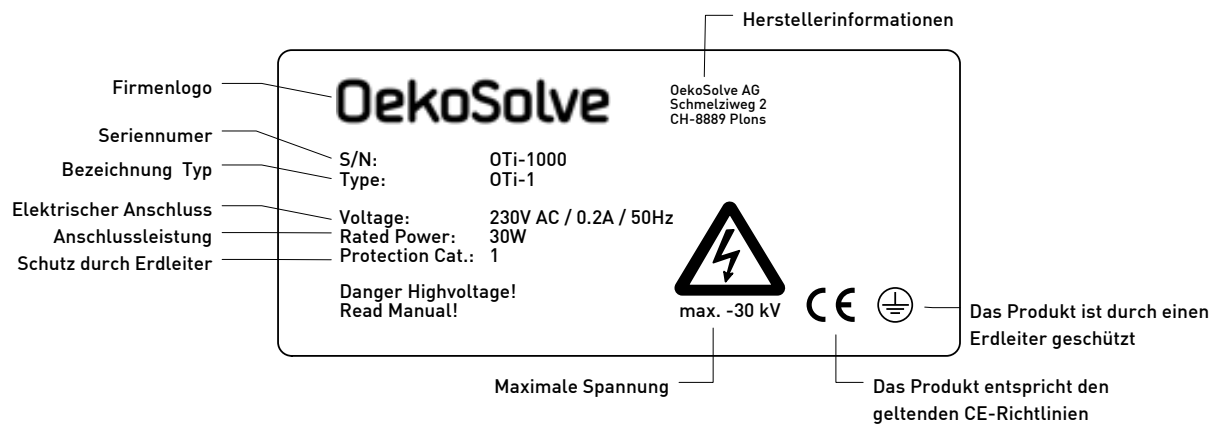 Herstellerinformationen
Firmenlogo
OekoSolve
OekoSolve AG
Schmelziweg 2
CH-8889 Plons
Seriennumer
S/N: OTi-1000
Bezeichnung Typ
Type: OTi-1
Elektrischer Anschluss
Voltage: 230V AC / 0.2A / 50Hz
Anschlussleistung
Rated Power: 30W
Schutz durch Erdleiter
Protection Cat.: 1
Danger Highvoltage!
Read Manual!
max. -30 kV
CE
Das Produkt ist durch einen
Erdleiter geschützt
Maximale Spannung
Das Produkt entspricht den
geltenden CE-Richtlinien